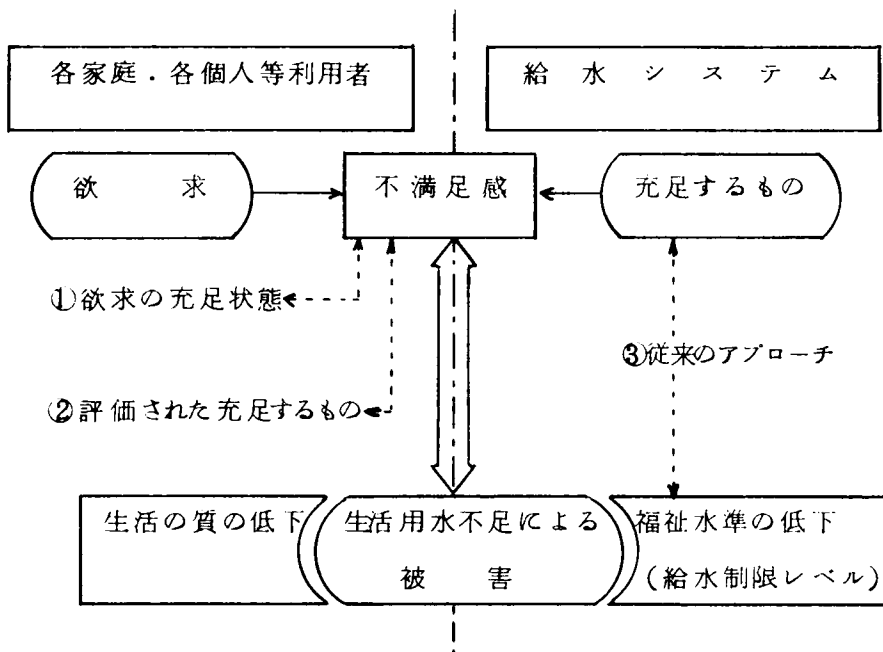 各家庭．各個人等利用者
給水システム
欲求
不満足感
充足するもの
①欲求の充足状態
③従来のアプローチ
②評価された充足するもの
生活の質の低下
生活用水不足による
被害
福祉水準の低下
(給水制限レベル)